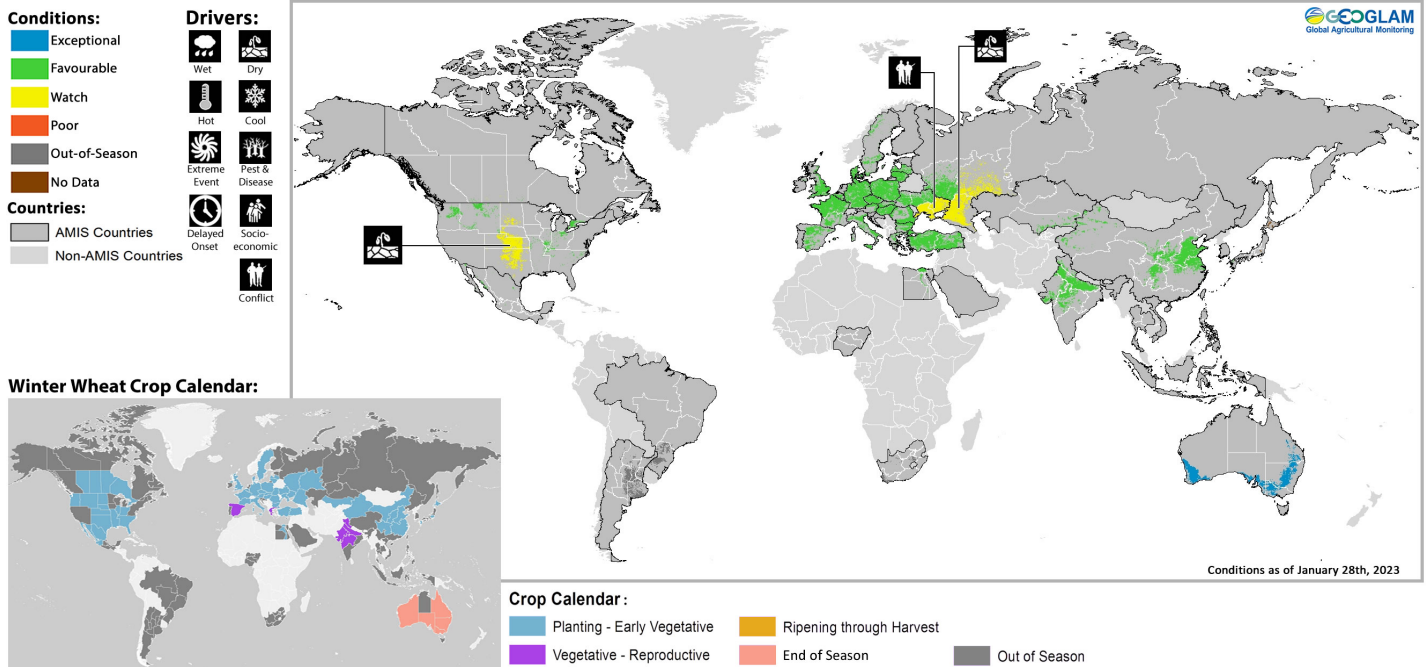 Conditions:
Exceptional
Favourable
Watch
Poor
Out-of-Season
No Data
Countries:
AMIS Countries
Non-AMIS Countries
Drivers:
Wet
Dry
Hot
Cool
Extreme
Event
Pest &
Disease
Delayed
Onset
Socio-
economic
Conflict
GEOGLAM
Global Agricultural Monitoring
Conditions as of January 28th, 2023
Winter Wheat Crop Calendar:
Crop Calendar :
Planting - Early Vegetative
Ripening through Harvest
Vegetative - Reproductive
End of Season
Out of Season